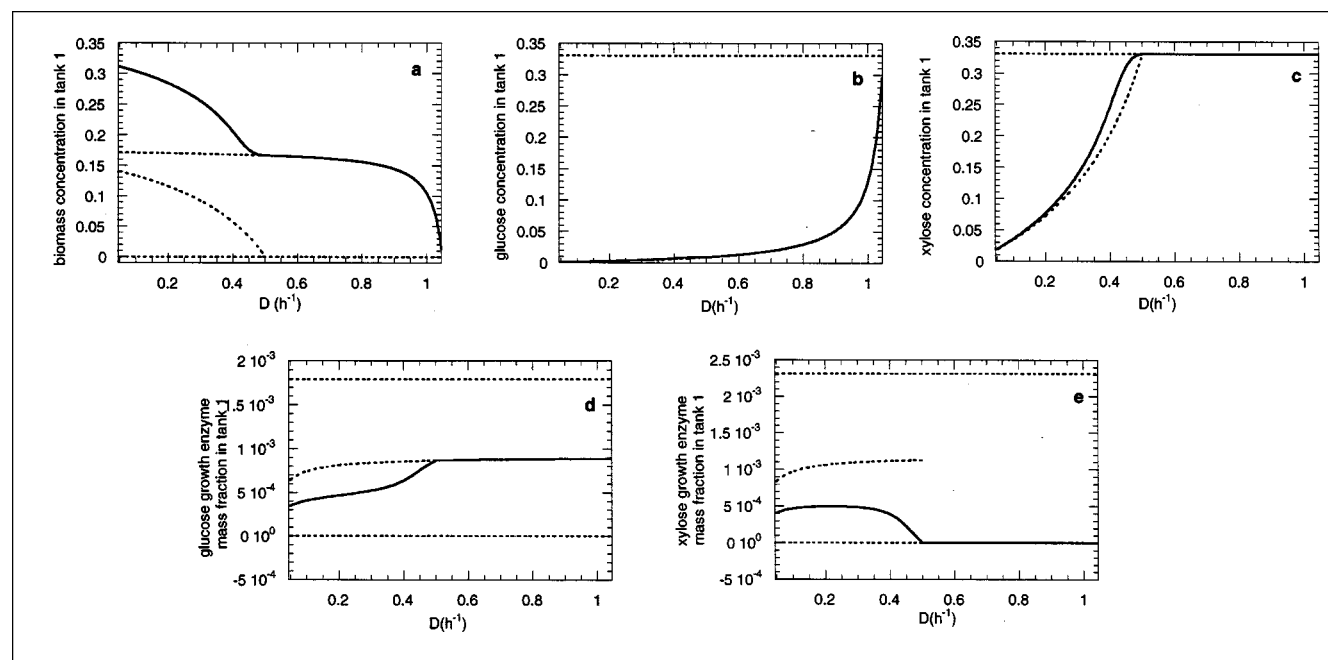 a
biomass concentration in tank 1
0.35
0.3
0.25
0.2
0.15
0.1
0.05
0
0.2 0.4 0.6 0.8 1
D (h⁻¹)
b
glucose concentration in tank 1
0.35
0.3
0.25
0.2
0.15
0.1
0.05
0
0.2 0.4 0.6 0.8 1
D(h⁻¹)
c
xylose concentration in tank 1
0.35
0.3
0.25
0.2
0.15
0.1
0.05
0
0.2 0.4 0.6 0.8 1
D(h⁻¹)
d
glucose growth enzyme
mass fraction in tank 1
2 10⁻³
1.5 10⁻³
1 10⁻³
5 10⁻⁴
0 10⁰
-5 10⁻⁴
0.2 0.4 0.6 0.8 1
D(h⁻¹)
e
xylose growth enzyme
mass fraction in tank 1
2.5 10⁻³
2 10⁻³
1.5 10⁻³
1 10⁻³
5 10⁻⁴
0 10⁰
-5 10⁻⁴
0.2 0.4 0.6 0.8 1
D(h⁻¹)